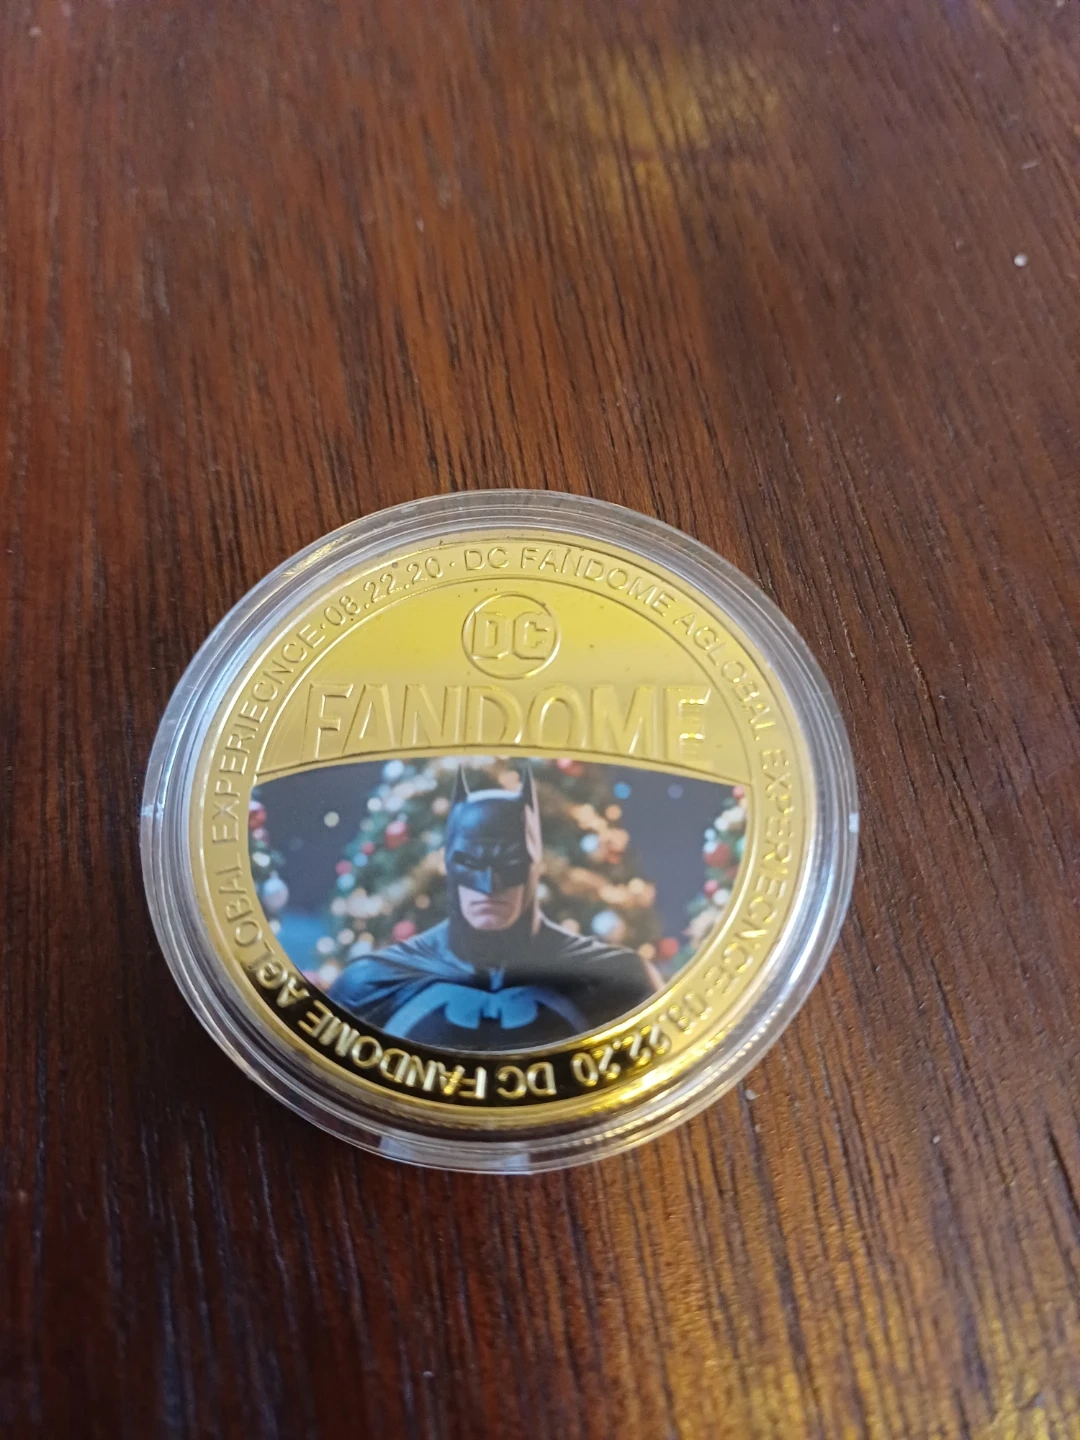 08.22.20·DC FANDOME AGLOBAL EXPERIECNCE·08.22.20 DC FANDOME AGLOBAL EXPERIECNCE·
DC
FANDOME